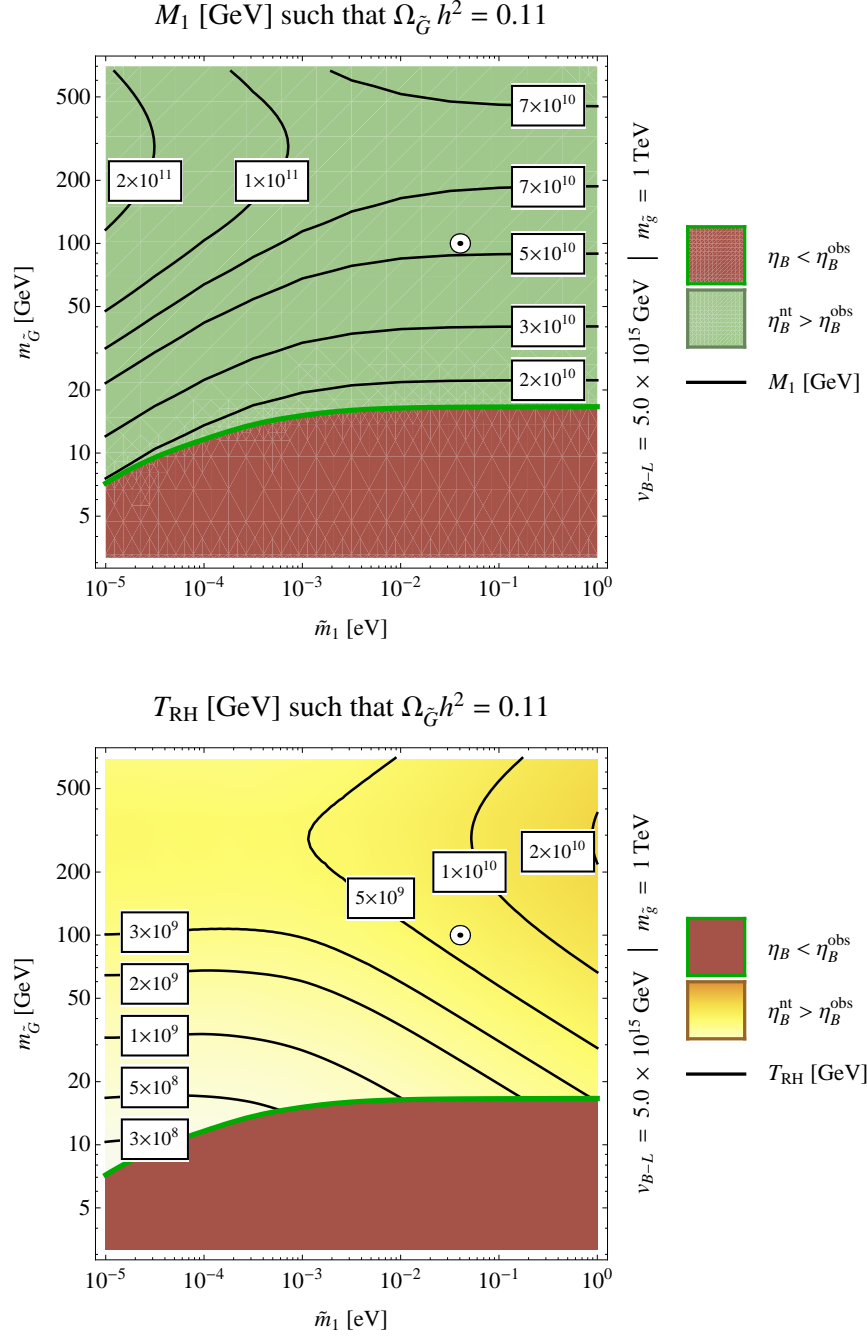 M₁ [GeV] such that Ω_G̃ h² = 0.11
500
200
100
50
20
10
5
m_G̃ [GeV]
7×10¹⁰
2×10¹¹
1×10¹¹
7×10¹⁰
5×10¹⁰
3×10¹⁰
2×10¹⁰
10⁻⁵ 10⁻⁴ 10⁻³ 10⁻² 10⁻¹ 10⁰
m̃₁ [eV]
v_B−L = 5.0 × 10¹⁵ GeV | m_g̃ = 1 TeV
η_B < η_B^obs
η_B^nt > η_B^obs
M₁ [GeV]
T_RH [GeV] such that Ω_G̃ h² = 0.11
500
200
100
50
20
10
5
m_G̃ [GeV]
2×10¹⁰
1×10¹⁰
5×10⁹
3×10⁹
2×10⁹
1×10⁹
5×10⁸
3×10⁸
10⁻⁵ 10⁻⁴ 10⁻³ 10⁻² 10⁻¹ 10⁰
m̃₁ [eV]
v_B−L = 5.0 × 10¹⁵ GeV | m_g̃ = 1 TeV
η_B < η_B^obs
η_B^nt > η_B^obs
T_RH [GeV]